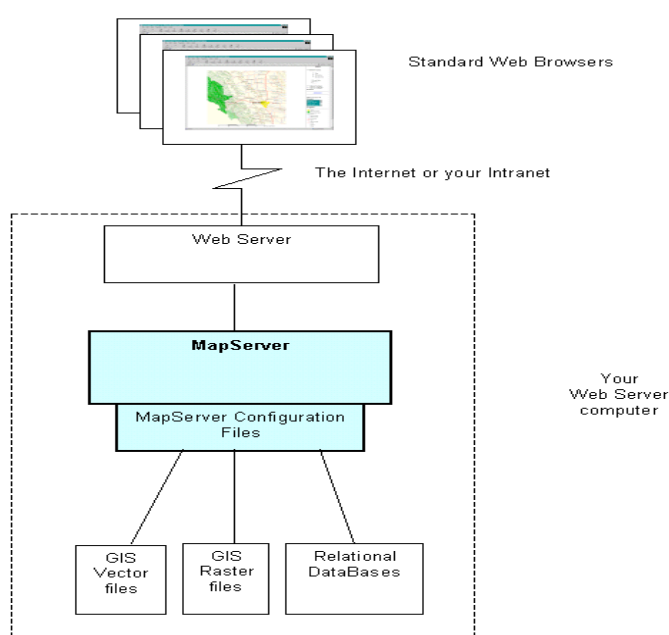 Standard Web Browsers
The Internet or your Intranet
Web Server
MapServer
MapServer Configuration
Files
Your
Web Server
computer
GIS
Vector
files
GIS
Raster
files
Relational
DataBases